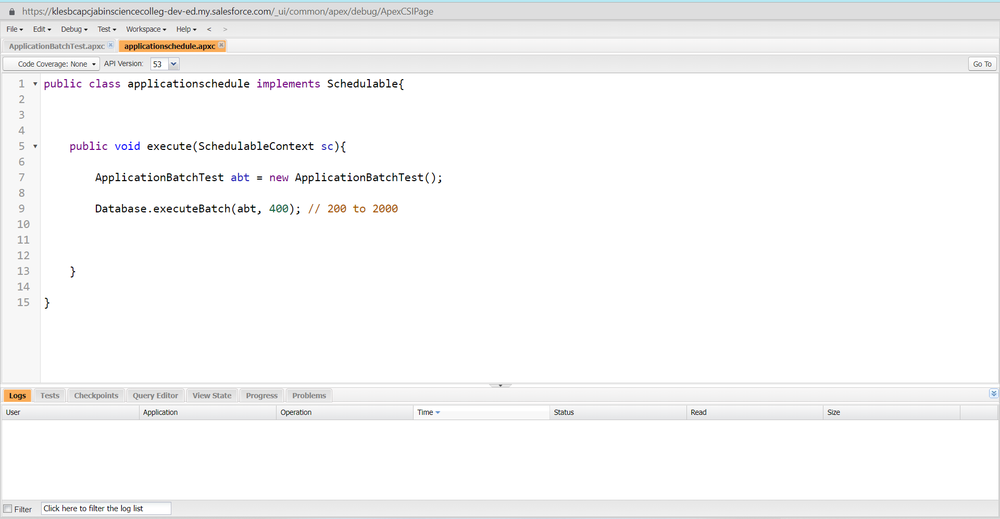 https://klesbcapcjabinsciencecolleg-dev-ed.my.salesforce.com/_ui/common/apex/debug/ApexCSIPage
File Edit Debug Test Workspace Help < >
ApplicationBatchTest.apxc applicationschedule.apxc
Code Coverage: None API Version: 53 Go To
1 public class applicationschedule implements Schedulable{
2
3
4
5 public void execute(SchedulableContext sc){
6
7 ApplicationBatchTest abt = new ApplicationBatchTest();
8
9 Database.executeBatch(abt, 400); // 200 to 2000
10
11
12
13 }
14
15 }
Logs Tests Checkpoints Query Editor View State Progress Problems
User Application Operation Time Status Read Size
Filter Click here to filter the log list